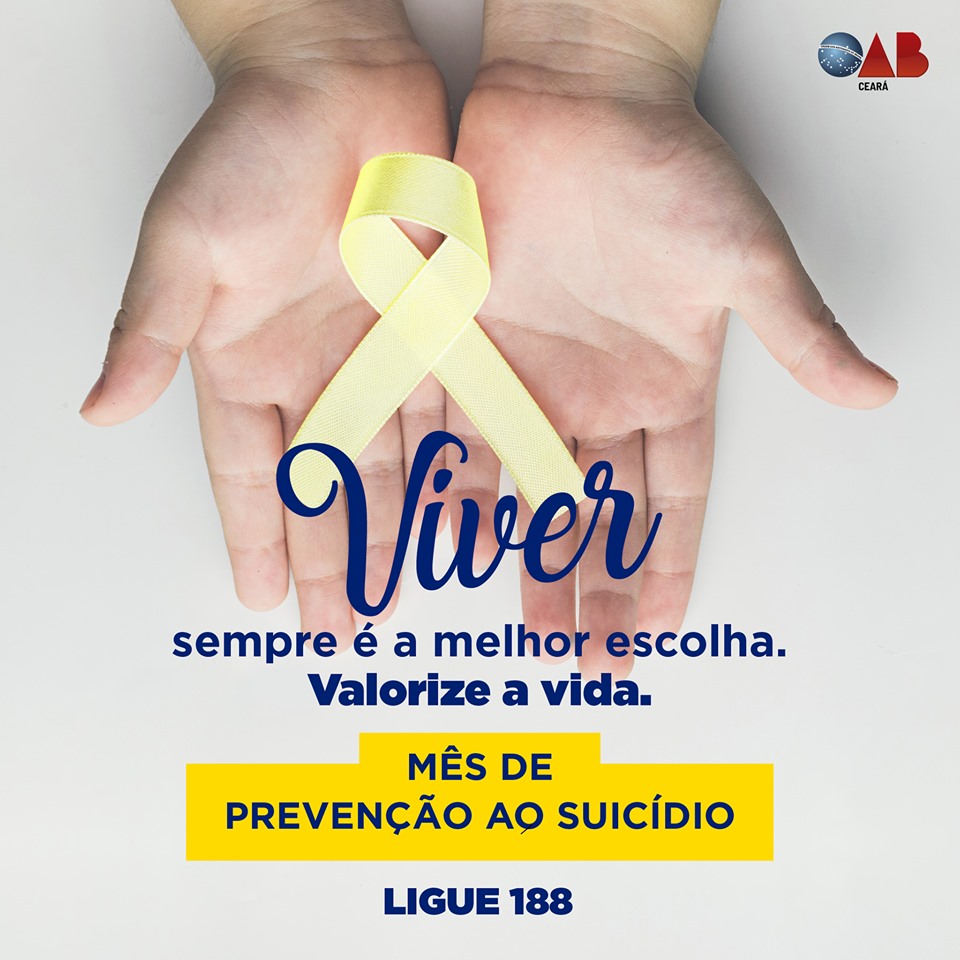 OAB
CEARÁ
Viver
sempre é a melhor escolha.
Valorize a vida.
MÊS DE
PREVENÇÃO AO SUICÍDIO
LIGUE 188